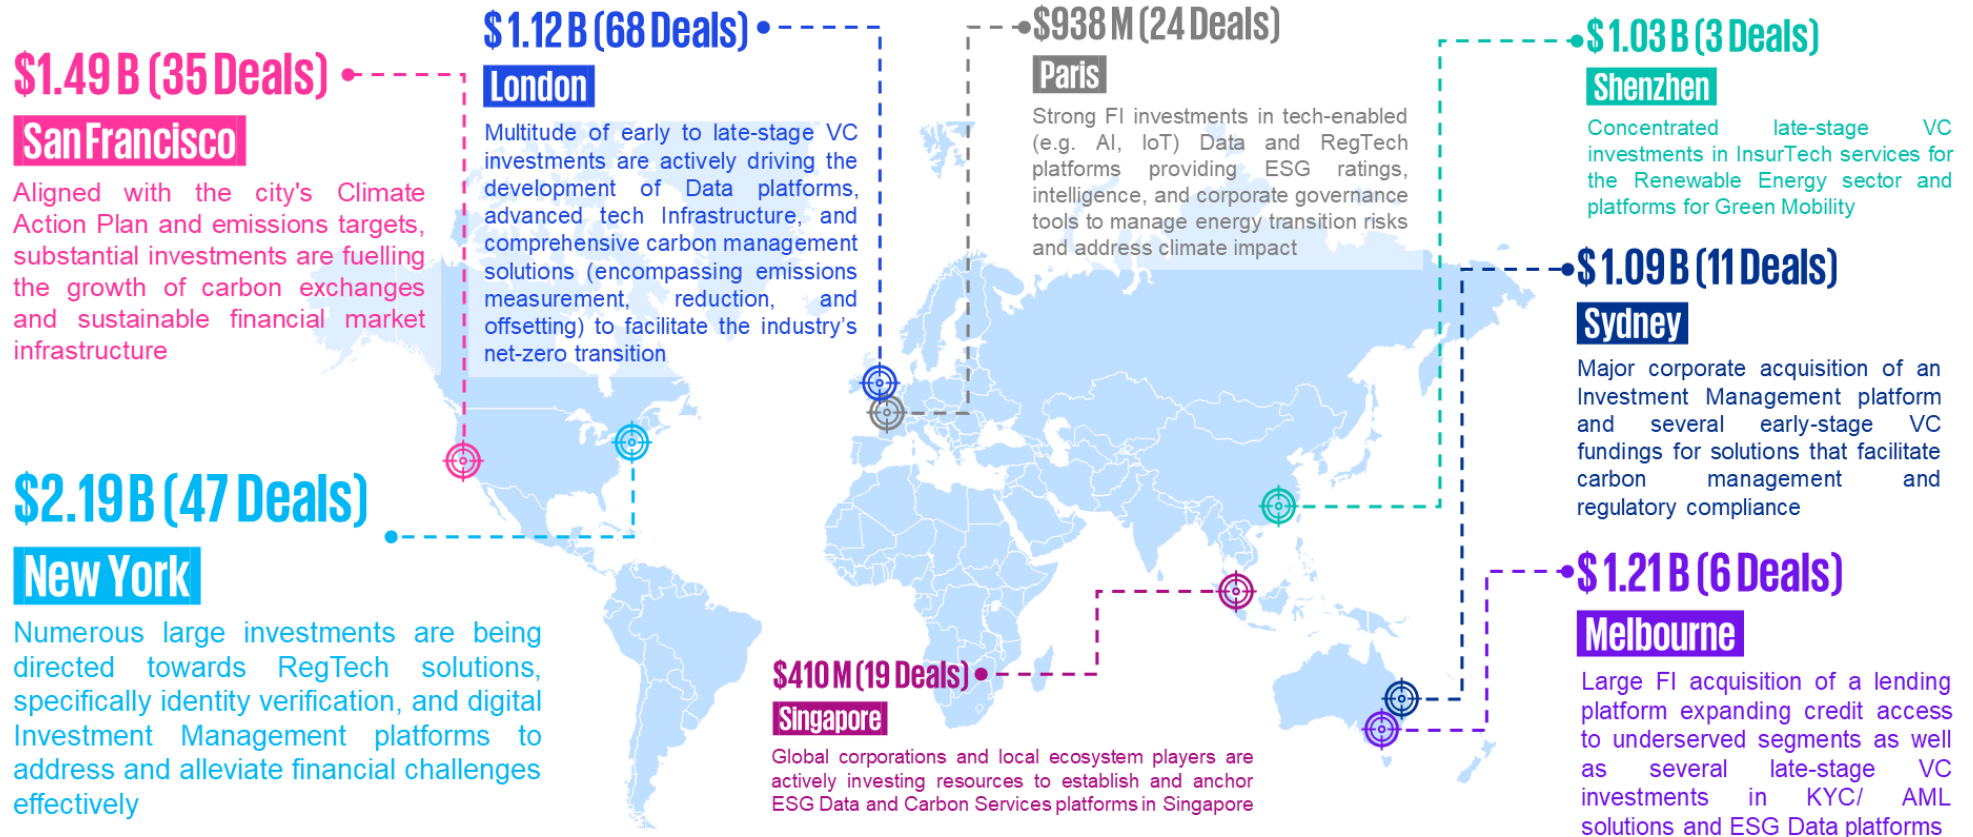 $1.49 B (35 Deals)
San Francisco
Aligned with the city's Climate
Action Plan and emissions targets,
substantial investments are fuelling
the growth of carbon exchanges
and sustainable financial market
infrastructure
$2.19 B (47 Deals)
New York
Numerous large investments are being
directed towards RegTech solutions,
specifically identity verification, and digital
Investment Management platforms to
address and alleviate financial challenges
effectively
$1.12 B (68 Deals)
London
Multitude of early to late-stage VC
investments are actively driving the
development of Data platforms,
advanced tech Infrastructure, and
comprehensive carbon management
solutions (encompassing emissions
measurement, reduction, and
offsetting) to facilitate the industry’s
net-zero transition
$938 M (24 Deals)
Paris
Strong FI investments in tech-enabled
(e.g. AI, IoT) Data and RegTech
platforms providing ESG ratings,
intelligence, and corporate governance
tools to manage energy transition risks
and address climate impact
$410 M (19 Deals)
Singapore
Global corporations and local ecosystem players are
actively investing resources to establish and anchor
ESG Data and Carbon Services platforms in Singapore
$1.03 B (3 Deals)
Shenzhen
Concentrated late-stage VC
investments in InsurTech services for
the Renewable Energy sector and
platforms for Green Mobility
$1.09 B (11 Deals)
Sydney
Major corporate acquisition of an
Investment Management platform
and several early-stage VC
fundings for solutions that facilitate
carbon management and
regulatory compliance
$1.21 B (6 Deals)
Melbourne
Large FI acquisition of a lending
platform expanding credit access
to underserved segments as well
as several late-stage VC
investments in KYC/ AML
solutions and ESG Data platforms